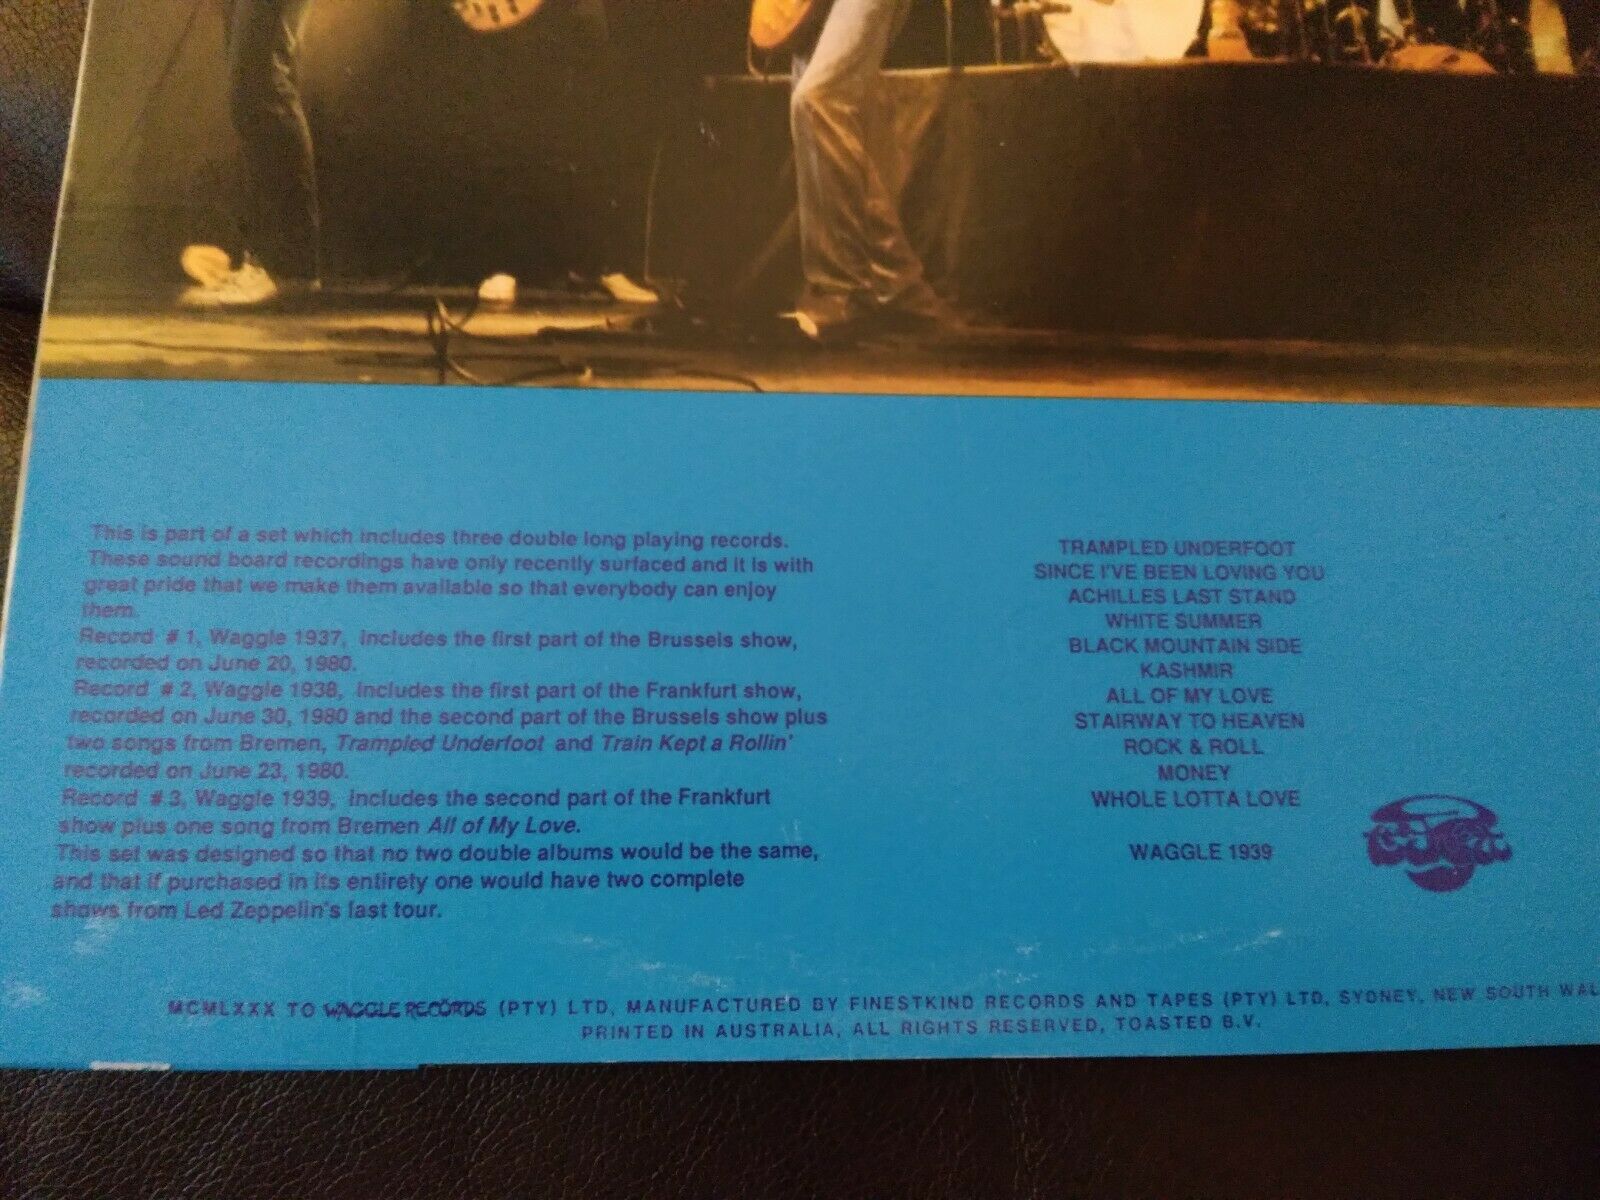 This is part of a set which includes three double long playing records.
These sound board recordings have only recently surfaced and it is with
great pride that we make them available so that everybody can enjoy
them.
Record # 1, Waggle 1937, includes the first part of the Brussels show,
recorded on June 20, 1980.
Record # 2, Waggle 1938, includes the first part of the Frankfurt show,
recorded on June 30, 1980 and the second part of the Brussels show plus
two songs from Bremen, Trampled Underfoot and Train Kept a Rollin'
recorded on June 23, 1980.
Record # 3, Waggle 1939, includes the second part of the Frankfurt
show plus one song from Bremen All of My Love.
This set was designed so that no two double albums would be the same,
and that if purchased in its entirety one would have two complete
shows from Led Zeppelin's last tour.
TRAMPLED UNDERFOOT
SINCE I'VE BEEN LOVING YOU
ACHILLES LAST STAND
WHITE SUMMER
BLACK MOUNTAIN SIDE
KASHMIR
ALL OF MY LOVE
STAIRWAY TO HEAVEN
ROCK & ROLL
MONEY
WHOLE LOTTA LOVE
WAGGLE 1939
MCMLXXX TO WAGGLE RECORDS (PTY) LTD, MANUFACTURED BY FINESTKIND RECORDS AND TAPES (PTY) LTD, SYDNEY, NEW SOUTH WAL
PRINTED IN AUSTRALIA, ALL RIGHTS RESERVED, TOASTED B.V.